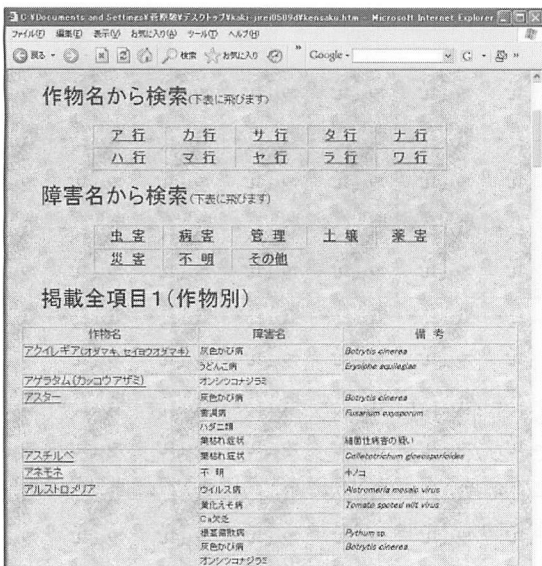 C:¥Documents and Settings¥菅原敬¥デスクトップ¥kaki-jirei0509d¥kensaku.htm - Microsoft Internet Explorer
ファイル(F) 編集(E) 表示(V) お気に入り(A) ツール(T) ヘルプ(H)
戻る 検索 お気に入り Google
作物名から検索(下表に飛びます)
ア 行 カ 行 サ 行 タ 行 ナ 行
ハ 行 マ 行 ヤ 行 ラ 行 ワ 行
障害名から検索(下表に飛びます)
虫 害 病 害 管 理 土 壌 薬 害
災 害 不 明 その他
掲載全項目1(作物別)
作物名 障害名 備 考
アクイレギア(オダマキ、セイヨウオダマキ) 灰色かび病 Botrytis cinerea
うどんこ病 Erysiphe aquilegiae
アゲラタム(カッコウアザミ) オンシツコナジラミ
アスター 灰色かび病 Botrytis cinerea
萎凋病 Fusarium oxysporum
ハダニ類
葉枯れ症状 細菌性病害の疑い
アスチルベ 葉枯れ症状 Colletotrichum gloeosporioides
アネモネ 不 明 キノコ
アルストロメリア ウイルス病 Alstromeria mosaic virus
黄化えそ病 Tomato spoted wilt virus
Ca欠乏
根茎腐敗病 Pythum sp.
灰色かび病 Botrytis cinerea
オンシツコナジラミ